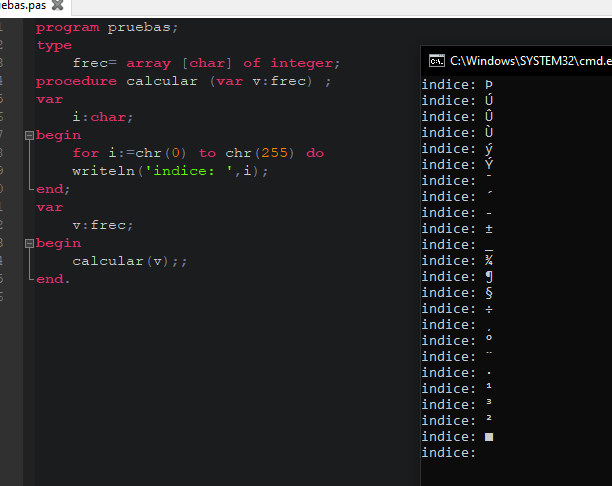 ebas.pas
program pruebas;
type
frec= array [char] of integer;
procedure calcular (var v:frec) ;
var
i:char;
begin
for i:=chr(0) to chr(255) do
writeln('indice: ',i);
end;
var
v:frec;
begin
calcular(v);;
end.
C:\Windows\SYSTEM32\cmd.e
indice: Þ
indice: Ú
indice: Û
indice: Ù
indice: ý
indice: Ý
indice: ¯
indice: ´
indice: -
indice: ±
indice: _
indice: ¾
indice: ¶
indice: §
indice: ÷
indice: ¸
indice: º
indice: ¨
indice: ·
indice: ¹
indice: ³
indice: ²
indice: ■
indice: